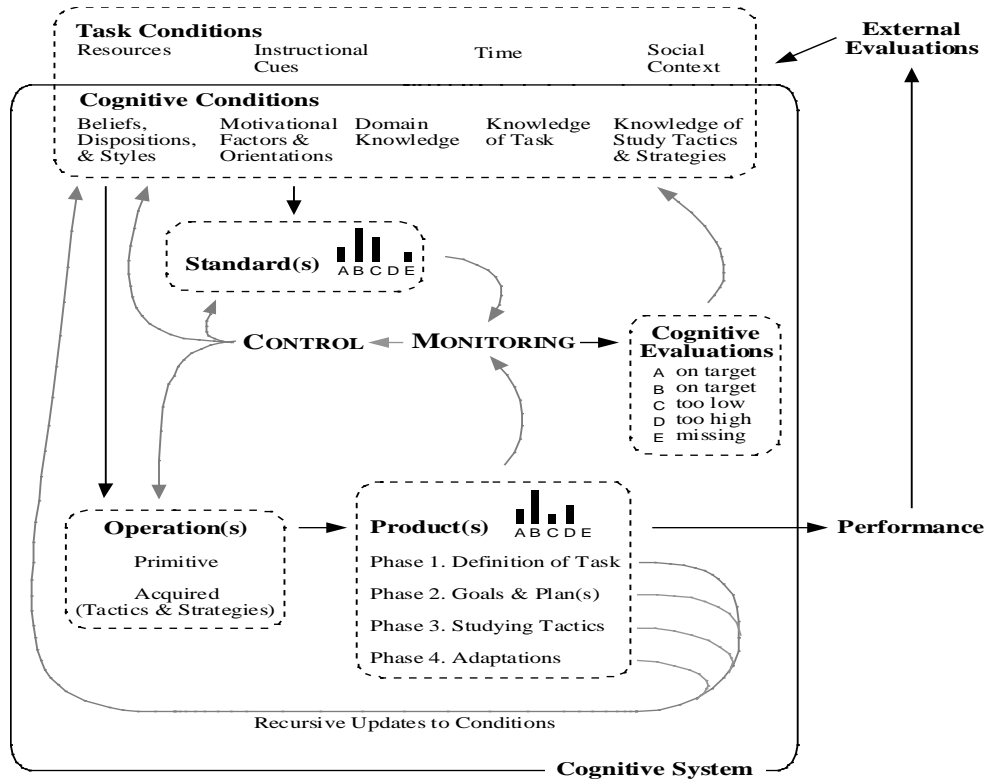 Task Conditions
Resources
Instructional
Cues
Time
Social
Context
External
Evaluations
Cognitive Conditions
Beliefs,
Dispositions,
& Styles
Motivational
Factors &
Orientations
Domain
Knowledge
Knowledge
of Task
Knowledge of
Study Tactics
& Strategies
Standard(s)
A B C D E
CONTROL
MONITORING
Cognitive
Evaluations
A on target
B on target
C too low
D too high
E missing
Operation(s)
Primitive
Acquired
(Tactics & Strategies)
Product(s)
A B C D E
Phase 1. Definition of Task
Phase 2. Goals & Plan(s)
Phase 3. Studying Tactics
Phase 4. Adaptations
Performance
Recursive Updates to Conditions
Cognitive System